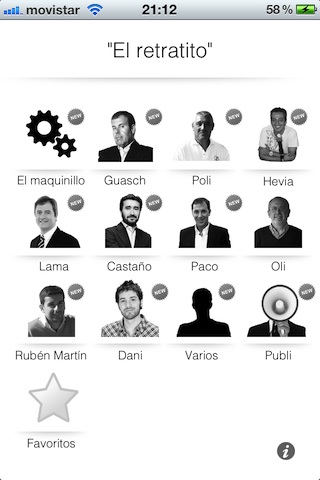 movistar 21:12 58 %
"El retratito"
NEW NEW NEW NEW
El maquinillo Guasch Poli Hevia
NEW NEW NEW
Lama Castaño Paco Oli
NEW NEW NEW NEW
Rubén Martín Dani Varios Publi
Favoritos
i